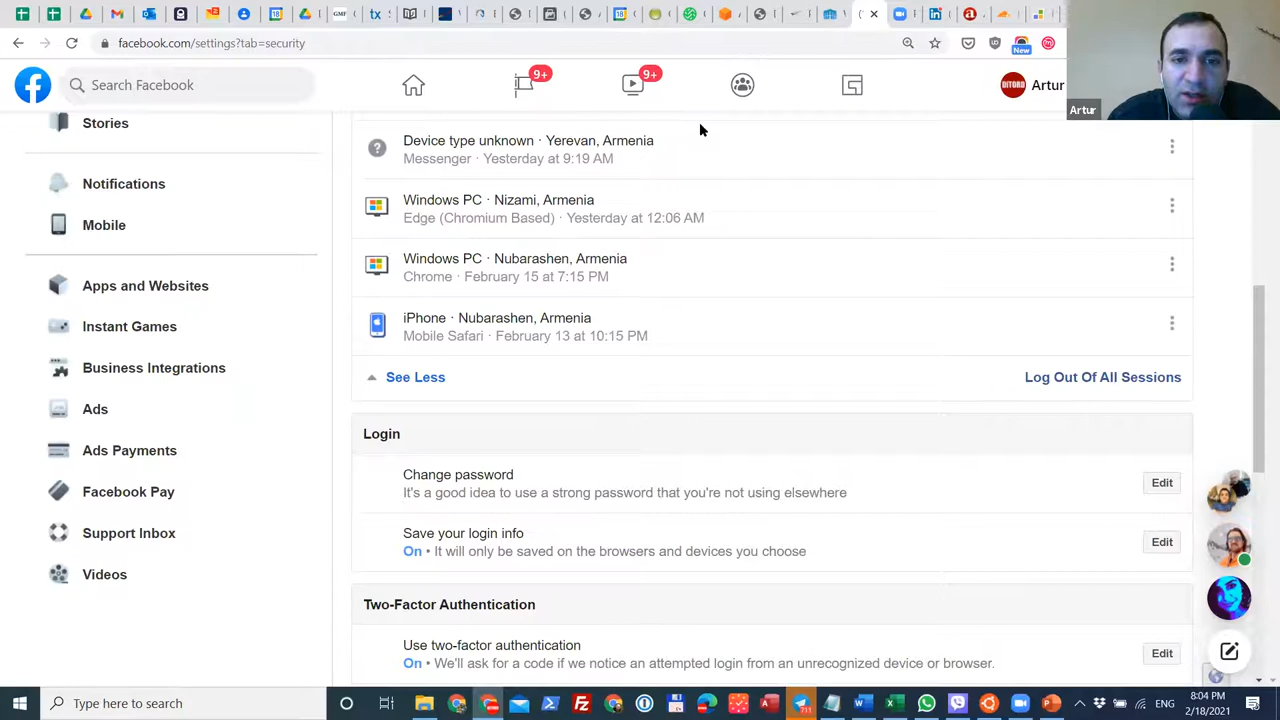 18
GMF
tx
18
facebook.com/settings?tab=security
New
Search Facebook
9+
9+
Artur
Artur
Stories
Notifications
Mobile
Apps and Websites
Instant Games
Business Integrations
Ads
Ads Payments
Facebook Pay
Support Inbox
Videos
Device type unknown · Yerevan, Armenia
Messenger · Yesterday at 9:19 AM
Windows PC · Nizami, Armenia
Edge (Chromium Based) · Yesterday at 12:06 AM
Windows PC · Nubarashen, Armenia
Chrome · February 15 at 7:15 PM
iPhone · Nubarashen, Armenia
Mobile Safari · February 13 at 10:15 PM
See Less
Log Out Of All Sessions
Login
Change password
It's a good idea to use a strong password that you're not using elsewhere
Edit
Save your login info
On • It will only be saved on the browsers and devices you choose
Edit
Two-Factor Authentication
Use two-factor authentication
On • We'll ask for a code if we notice an attempted login from an unrecognized device or browser.
Edit
Type here to search
ENG
8:04 PM
2/18/2021